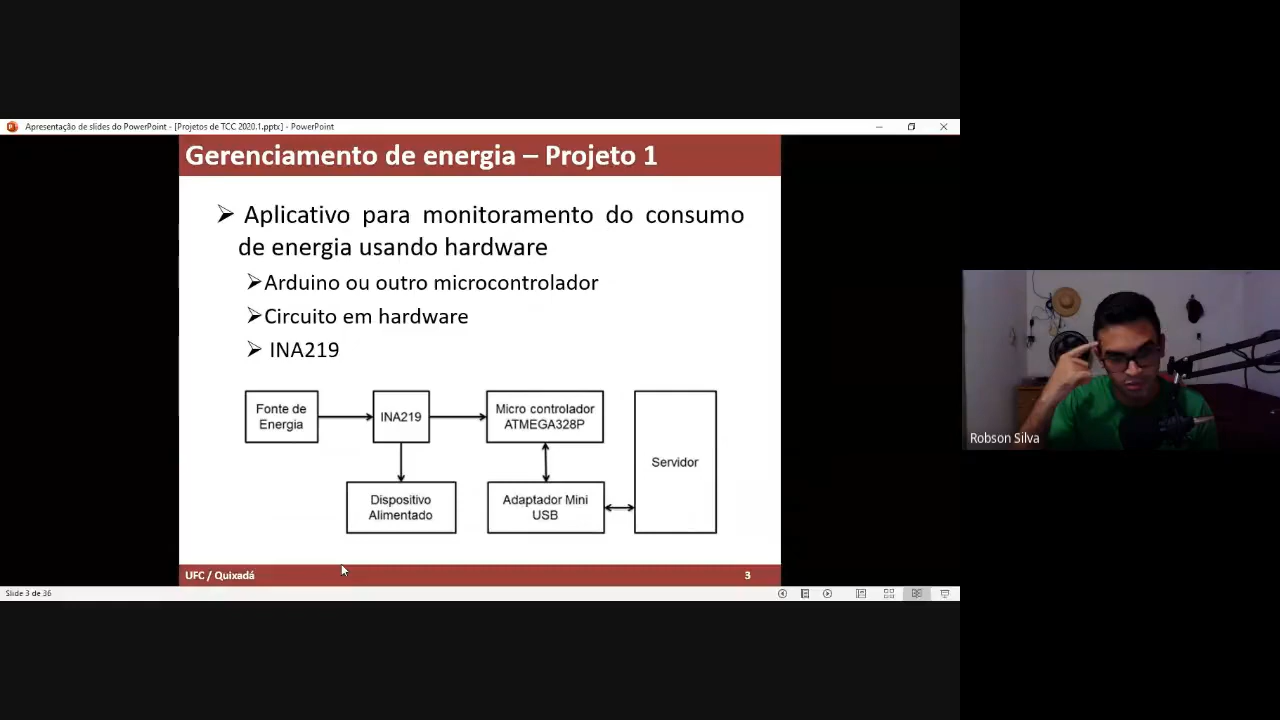 Apresentação de slides do PowerPoint - [Projetos de TCC 2020.1.pptx] - PowerPoint
Gerenciamento de energia – Projeto 1
Aplicativo para monitoramento do consumo
de energia usando hardware
Arduino ou outro microcontrolador
Circuito em hardware
INA219
Fonte de
Energia
INA219
Micro controlador
ATMEGA328P
Servidor
Dispositivo
Alimentado
Adaptador Mini
USB
Robson Silva
UFC / Quixadá
3
Slide 3 de 36